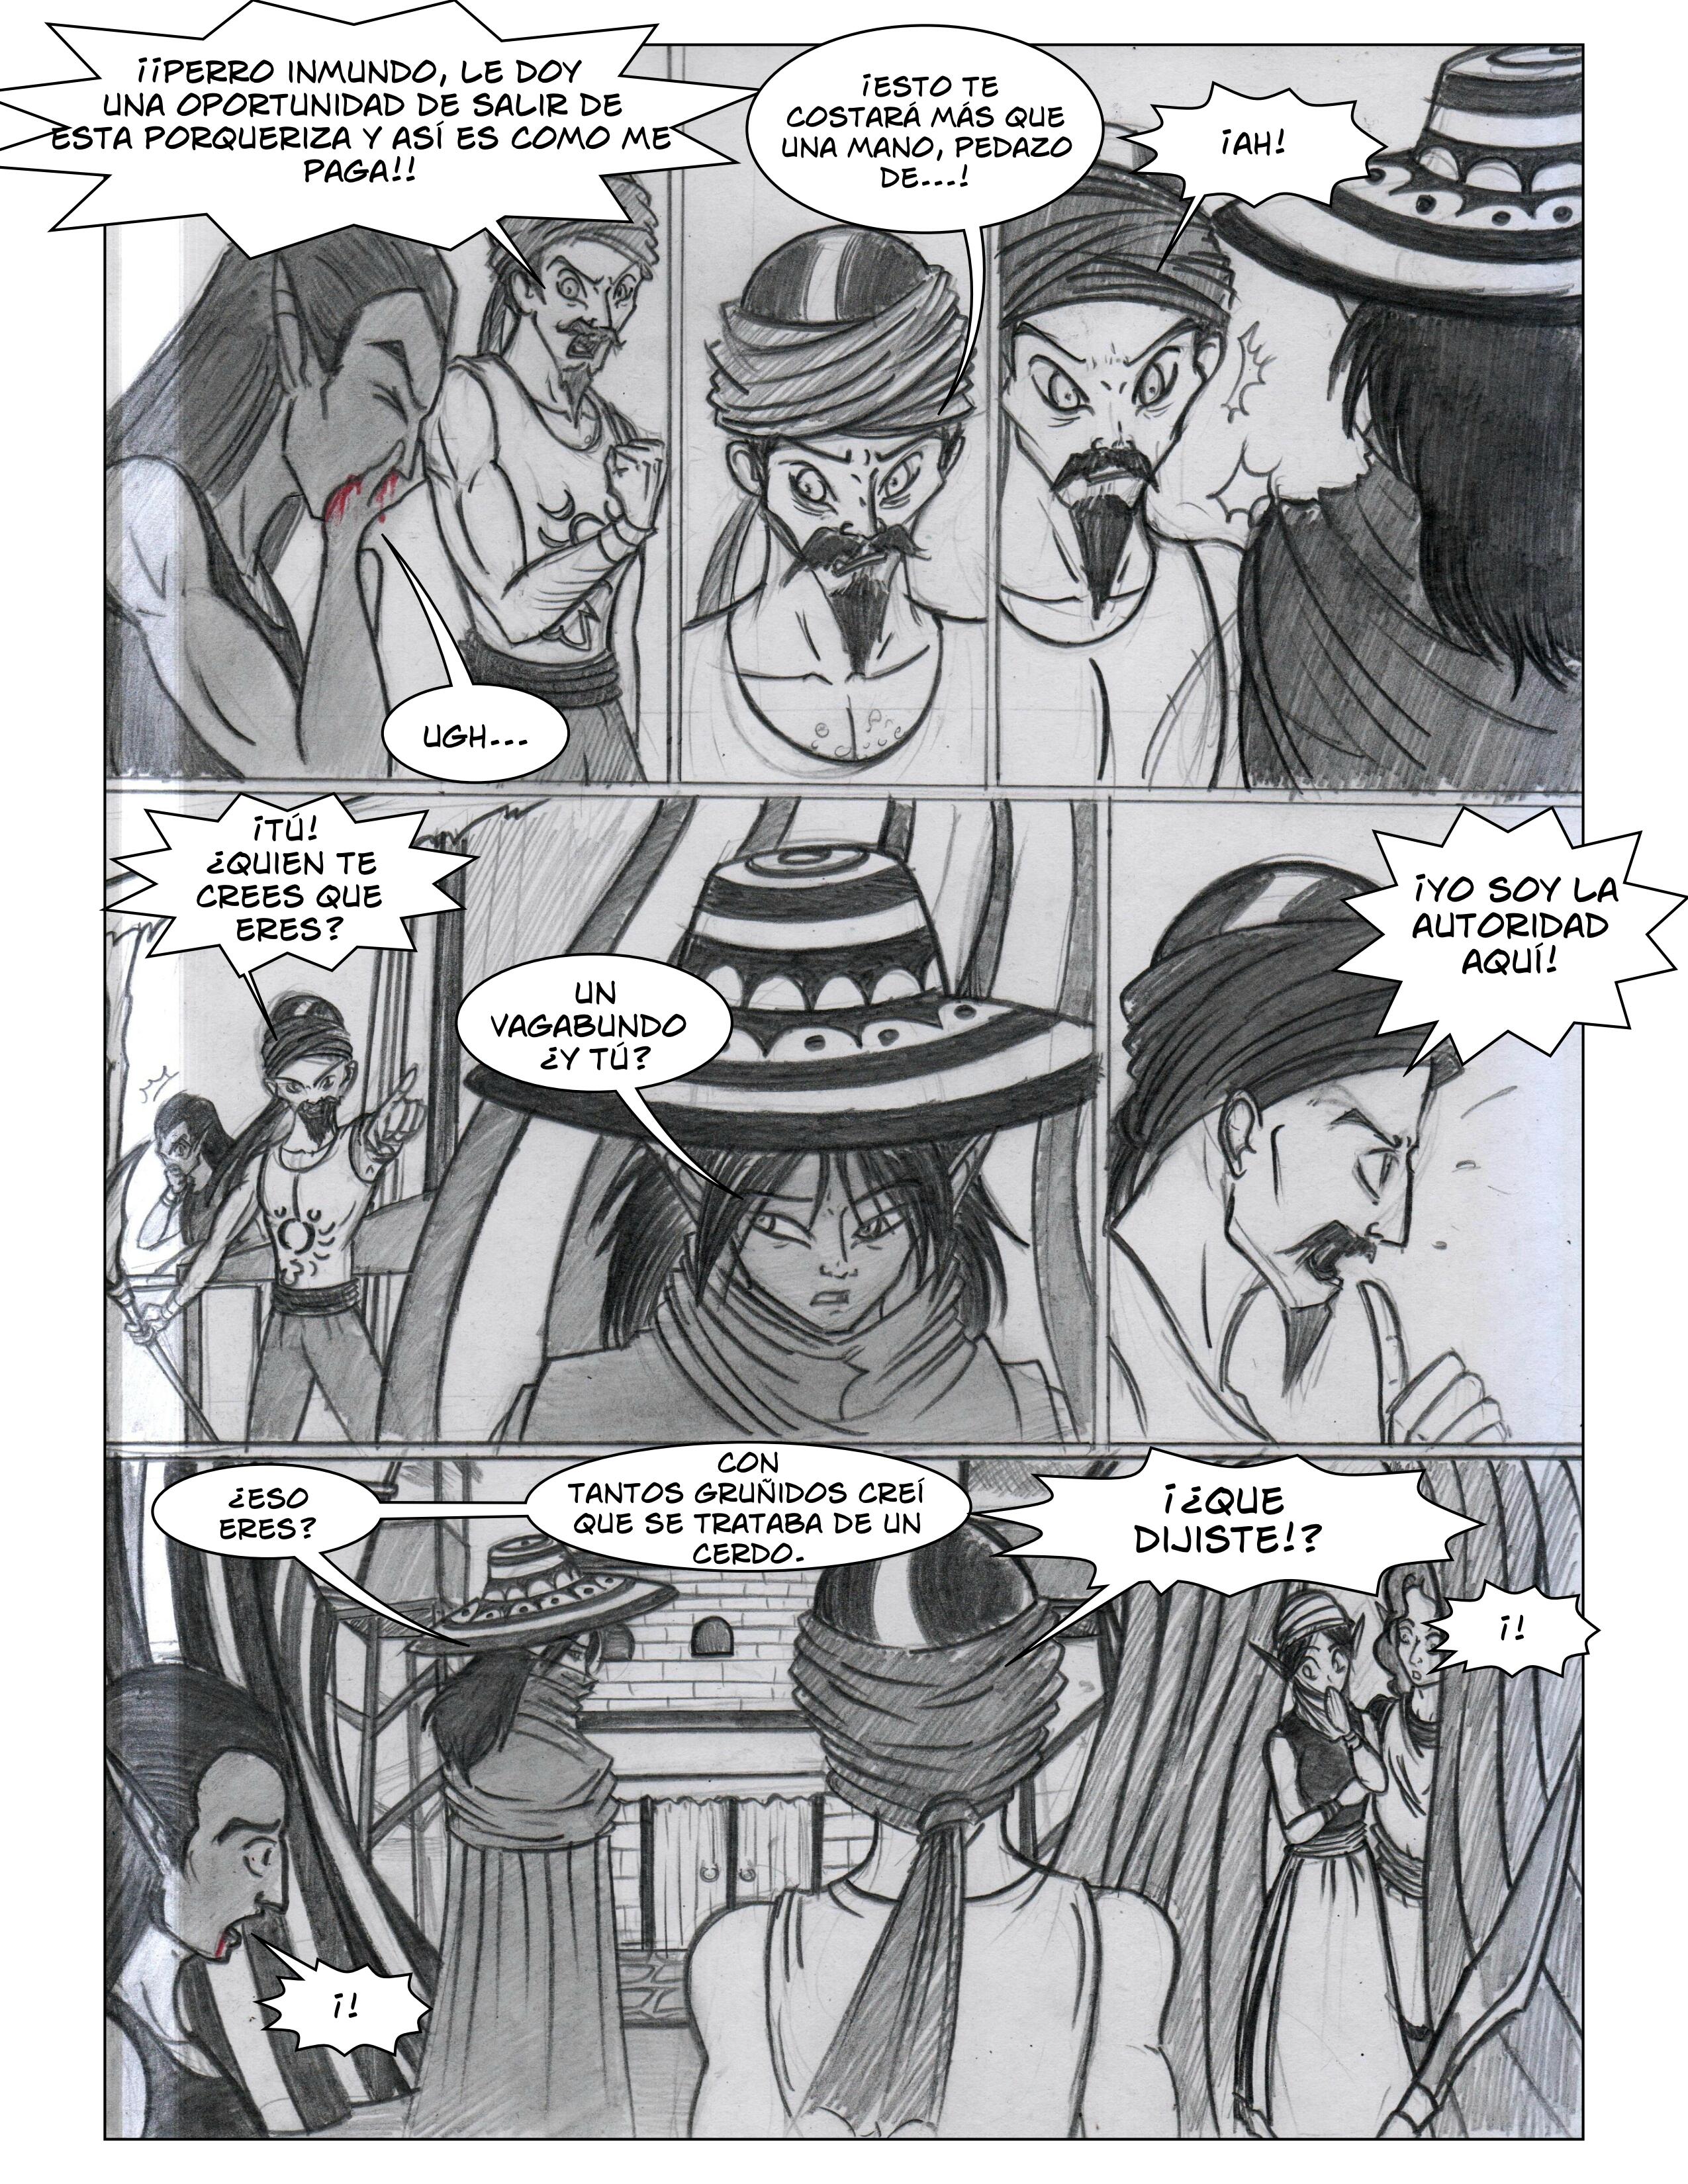 ¡¡PERRO INMUNDO, LE DOY
UNA OPORTUNIDAD DE SALIR DE
ESTA PORQUERIZA Y ASÍ ES COMO ME
PAGA!!
UGH...
¡ESTO TE
COSTARÁ MÁS QUE
UNA MANO, PEDAZO
DE...!
¡AH!
¡TÚ!
¿QUIEN TE
CREES QUE
ERES?
UN
VAGABUNDO
¿Y TÚ?
¡YO SOY LA
AUTORIDAD
AQUÍ!
¿ESO
ERES?
CON
TANTOS GRUÑIDOS CREÍ
QUE SE TRATABA DE UN
CERDO.
¡¿QUE
DIJISTE!?
¡!
¡!